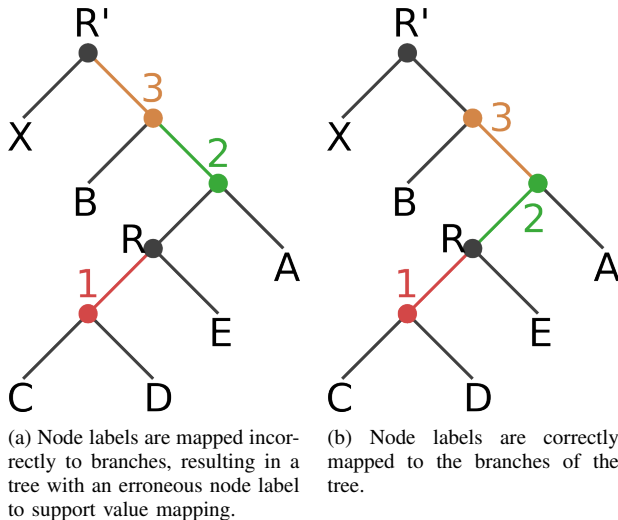 R'
3
X
2
B
R
A
1
E
C
D
(a) Node labels are mapped incor-
rectly to branches, resulting in a
tree with an erroneous node label
to support value mapping.
R'
3
X
B
2
R
A
1
E
C
D
(b) Node labels are correctly
mapped to the branches of the
tree.